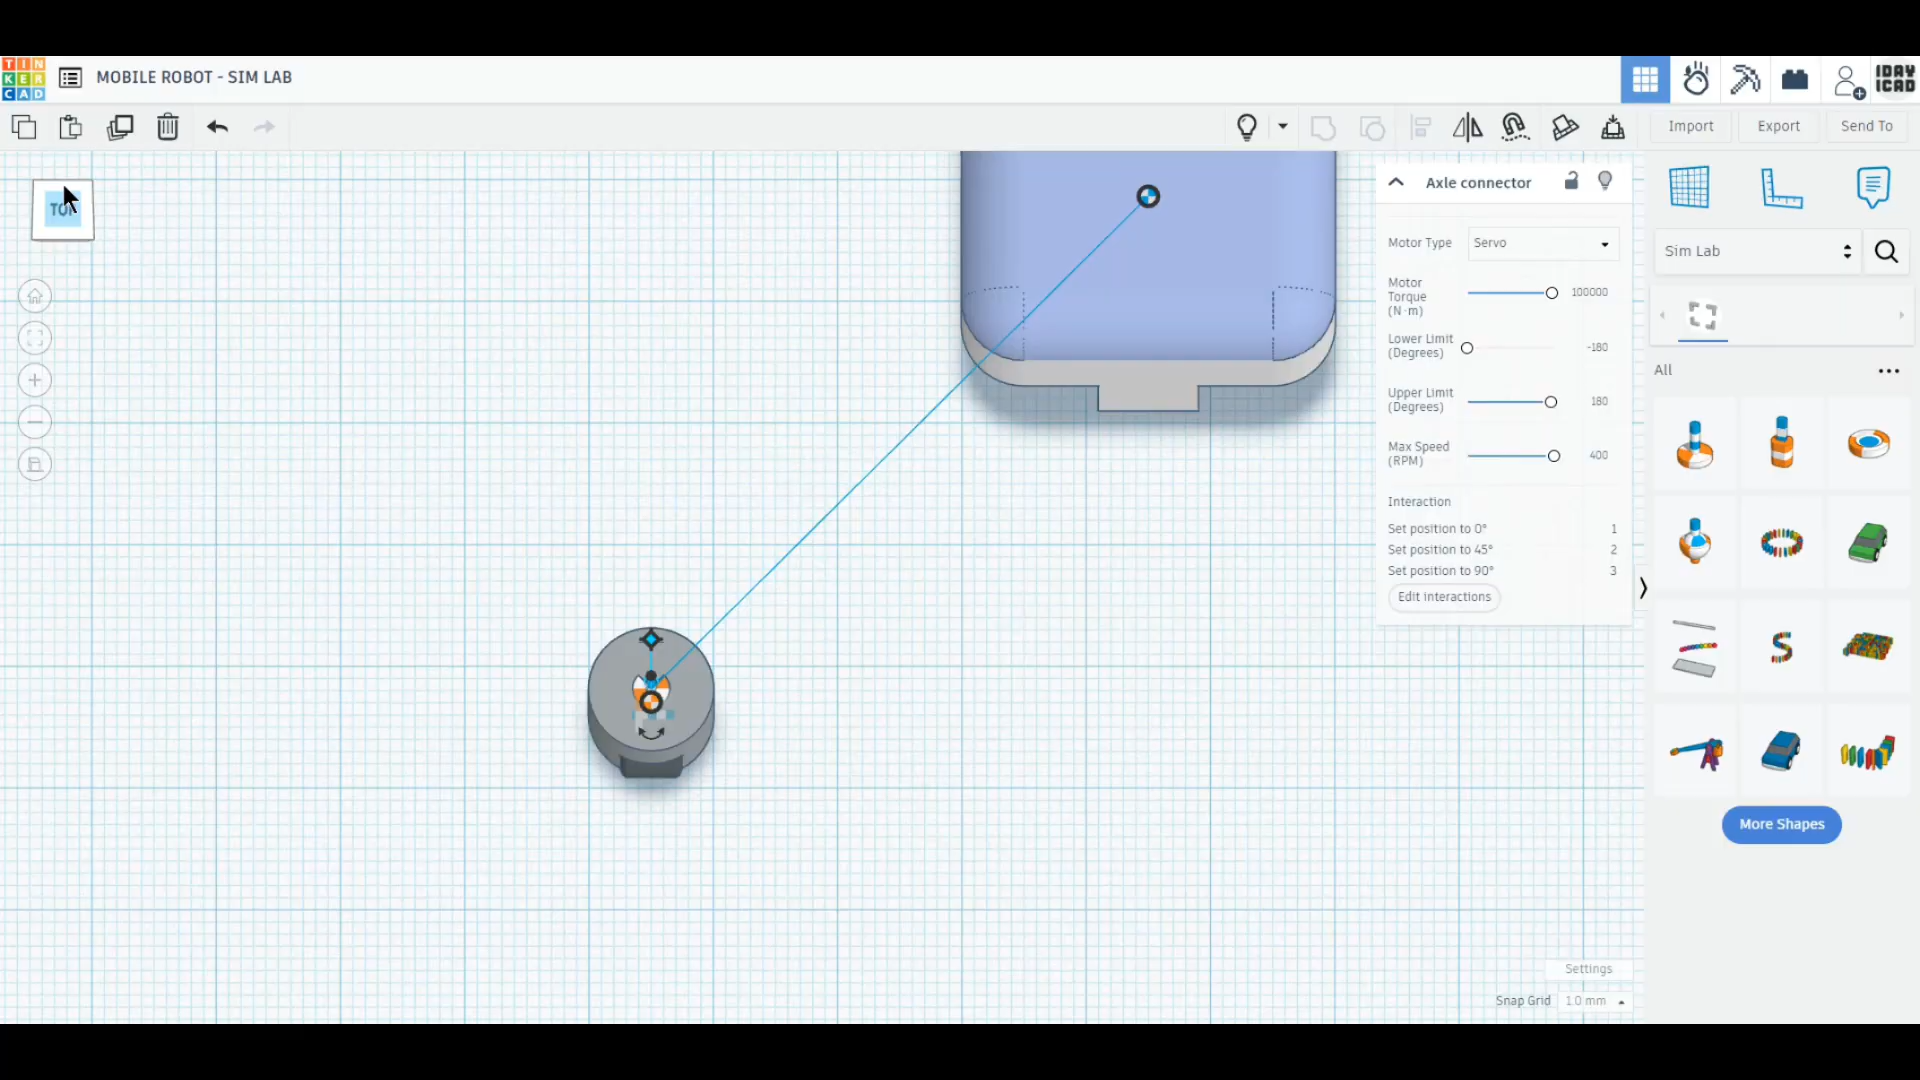 TIN
KER
CAD
MOBILE ROBOT - SIM LAB
1DAY
1CAD
Import
Export
Send To
TOP
Axle connector
Motor Type
Servo
Motor
Torque
(N·m)
100000
Lower Limit
(Degrees)
-180
Upper Limit
(Degrees)
180
Max Speed
(RPM)
400
Interaction
Set position to 0° 1
Set position to 45° 2
Set position to 90° 3
Edit interactions
Sim Lab
All
More Shapes
Settings
Snap Grid 1.0 mm